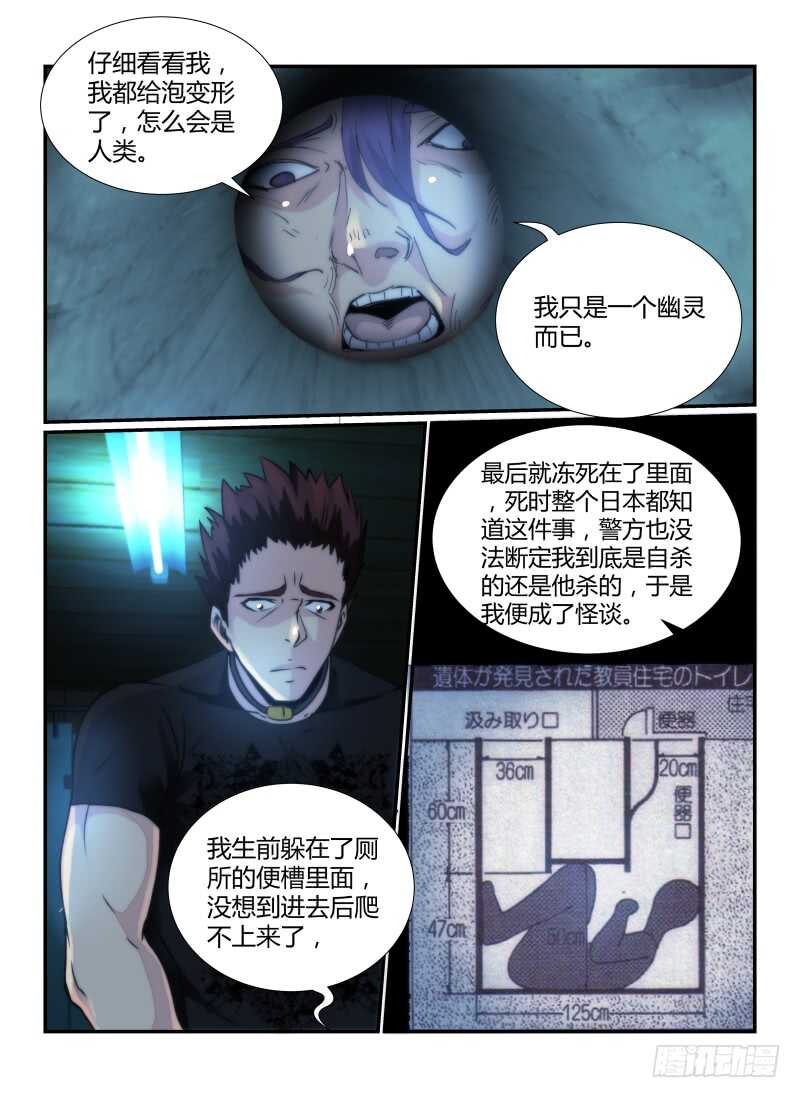 仔细看看我，
我都给泡变形
了，怎么会是
人类。
我只是一个幽灵
而已。
我生前躲在了厕
所的便槽里面，
没想到进去后爬
不上来了，
最后就冻死在了里面
，死时整个日本都知
道这件事，警方也没
法断定我到底是自杀
的还是他杀的，于是
我便成了怪谈。
遺体が発見された教員住宅のトイレ
住宅
汲み取り口
便器
36cm
20cm
60cm
便器口
47cm
50cm
125cm
腾讯动漫